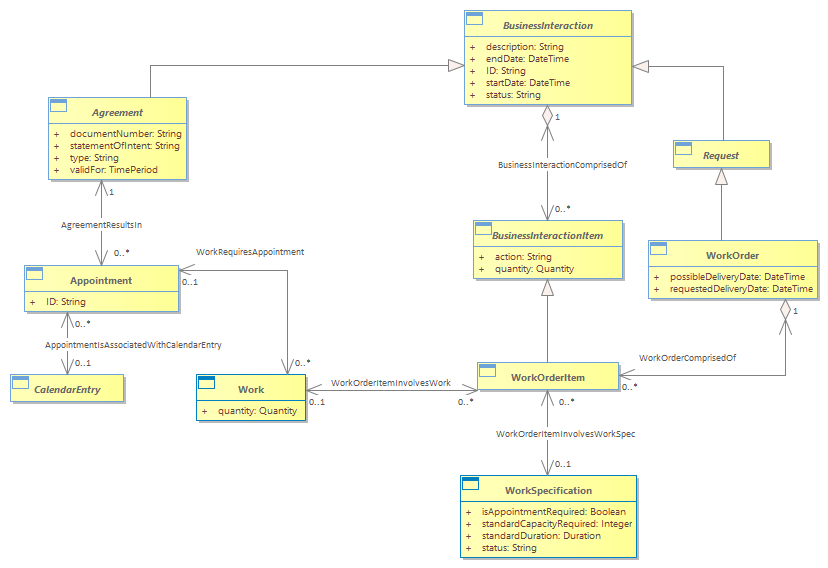 BusinessInteraction
+ description: String
+ endDate: DateTime
+ ID: String
+ startDate: DateTime
+ status: String
Agreement
+ documentNumber: String
+ statementOfIntent: String
+ type: String
+ validFor: TimePeriod
1
Request
BusinessInteractionComprisedOf
1
AgreementResultsIn
0..*
0..*
BusinessInteractionItem
+ action: String
+ quantity: Quantity
WorkOrder
+ possibleDeliveryDate: DateTime
+ requestedDeliveryDate: DateTime
WorkRequiresAppointment
0..1
Appointment
+ ID: String
0..*
1
AppointmentIsAssociatedWithCalendarEntry
0..1
0..*
WorkOrderComprisedOf
CalendarEntry
Work
+ quantity: Quantity
WorkOrderItemInvolvesWork
0..1
0..*
WorkOrderItem
0..*
0..*
WorkOrderItemInvolvesWorkSpec
0..1
WorkSpecification
+ isAppointmentRequired: Boolean
+ standardCapacityRequired: Integer
+ standardDuration: Duration
+ status: String